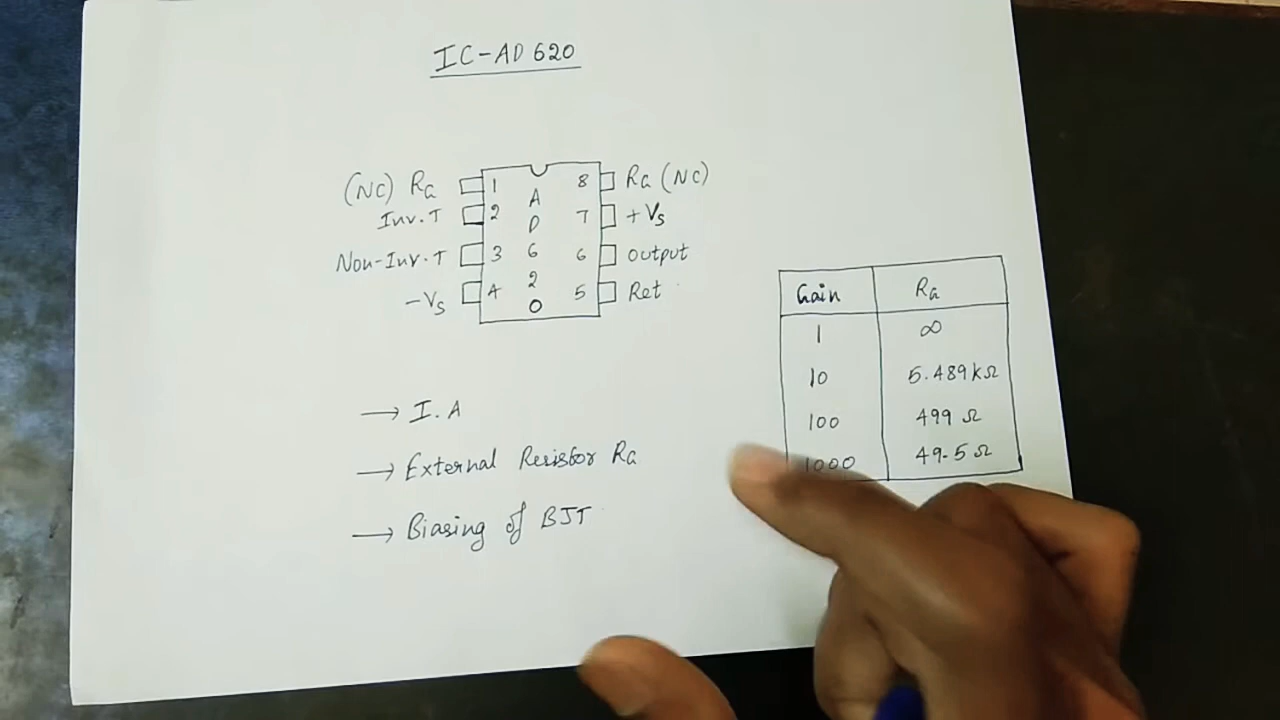 IC-AD620
(NC) RG 1 8 RG (NC)
Inv.T 2 7 +Vs
Non-Inv.T 3 6 output
-Vs 4 5 Ret
A
D
6
2
0
Gain RG
1 ∞
10 5.489kΩ
100 499 Ω
1000 49.5Ω
→ I.A
→ External Resistor RG
→ Biasing of BJT